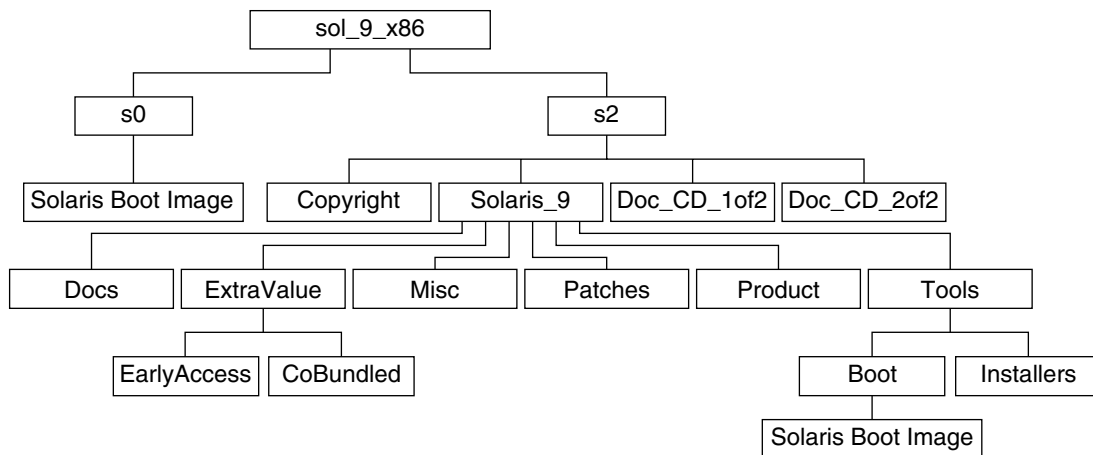 sol_9_x86
s0
s2
Solaris Boot Image
Copyright
Solaris_9
Doc_CD_1of2
Doc_CD_2of2
Docs
ExtraValue
Misc
Patches
Product
Tools
EarlyAccess
CoBundled
Boot
Installers
Solaris Boot Image